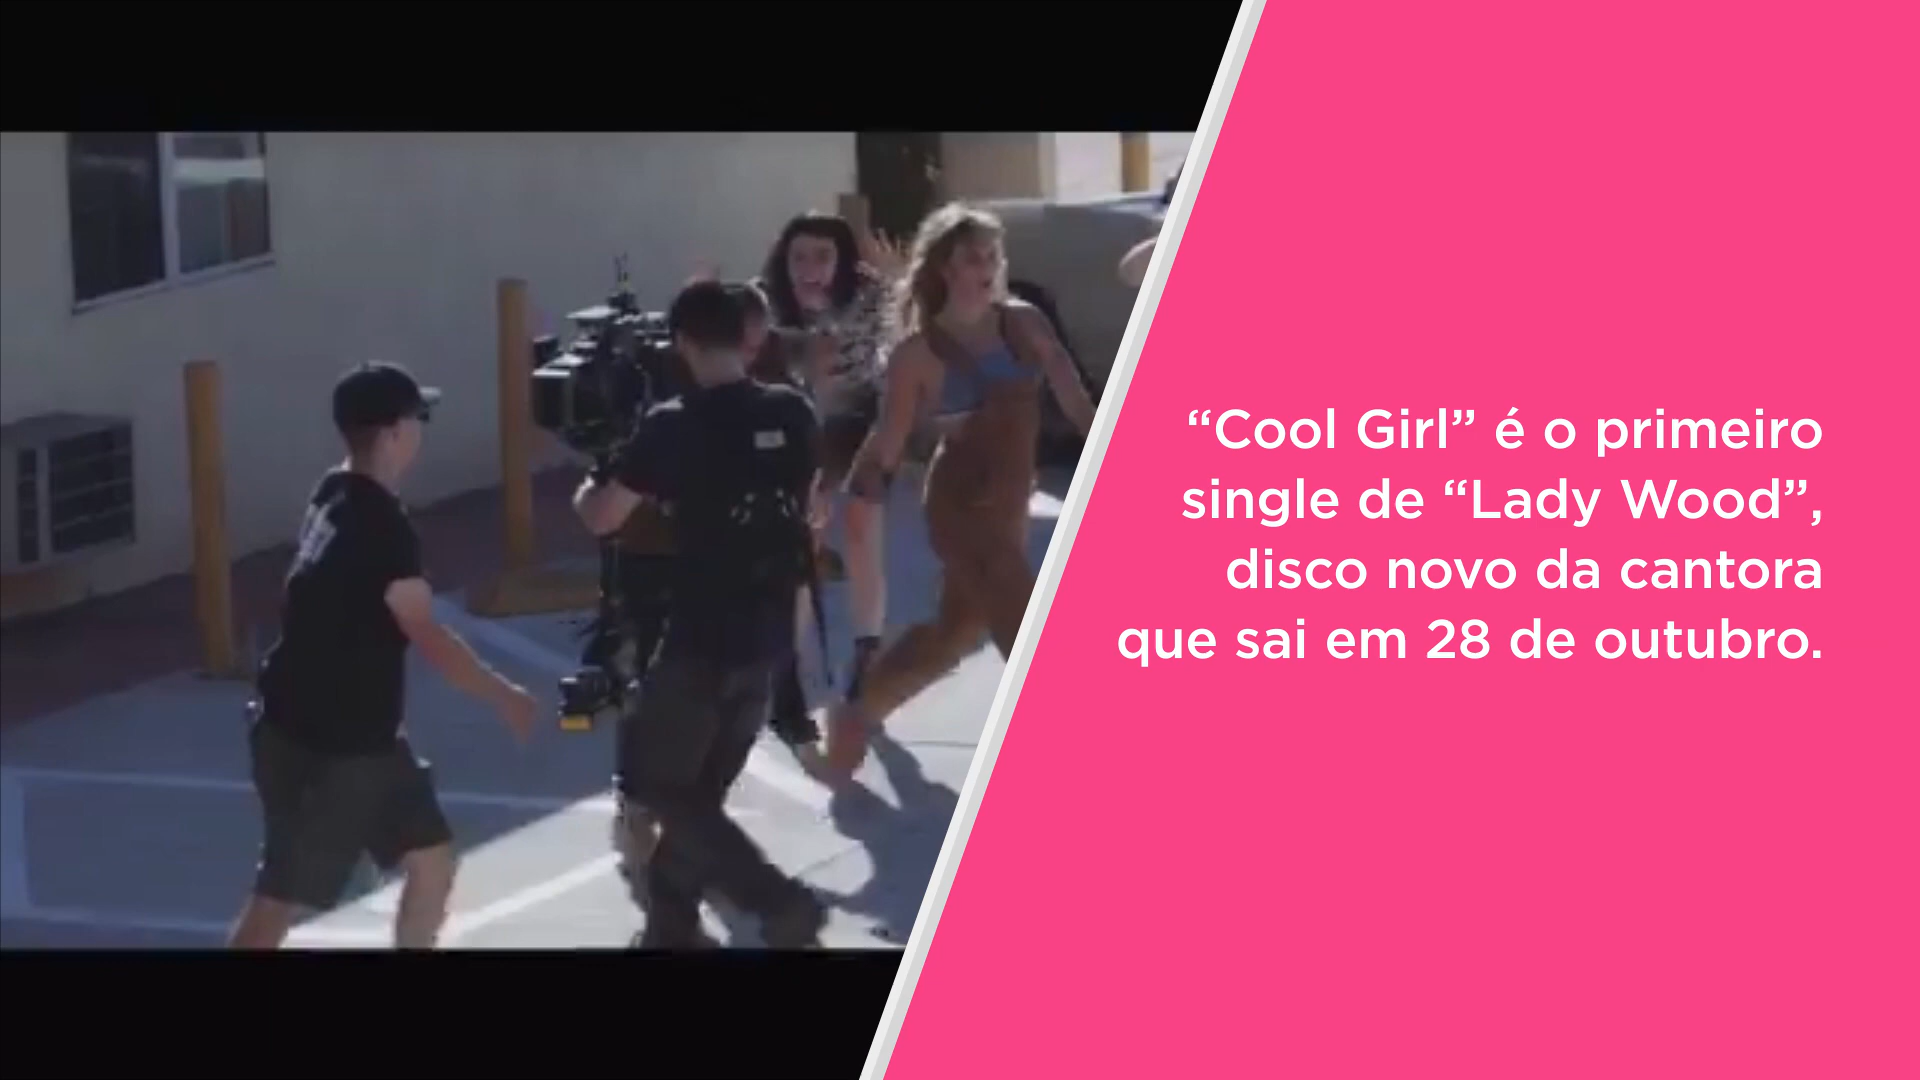 “Cool Girl” é o primeiro
single de “Lady Wood”,
disco novo da cantora
que sai em 28 de outubro.